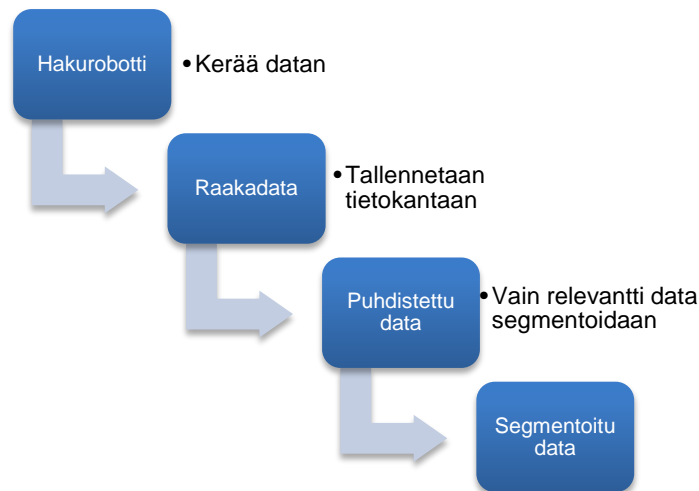 Hakurobotti
•Kerää datan
Raakadata
•Tallennetaan
tietokantaan
Puhdistettu
data
•Vain relevantti data
segmentoidaan
Segmentoitu
data